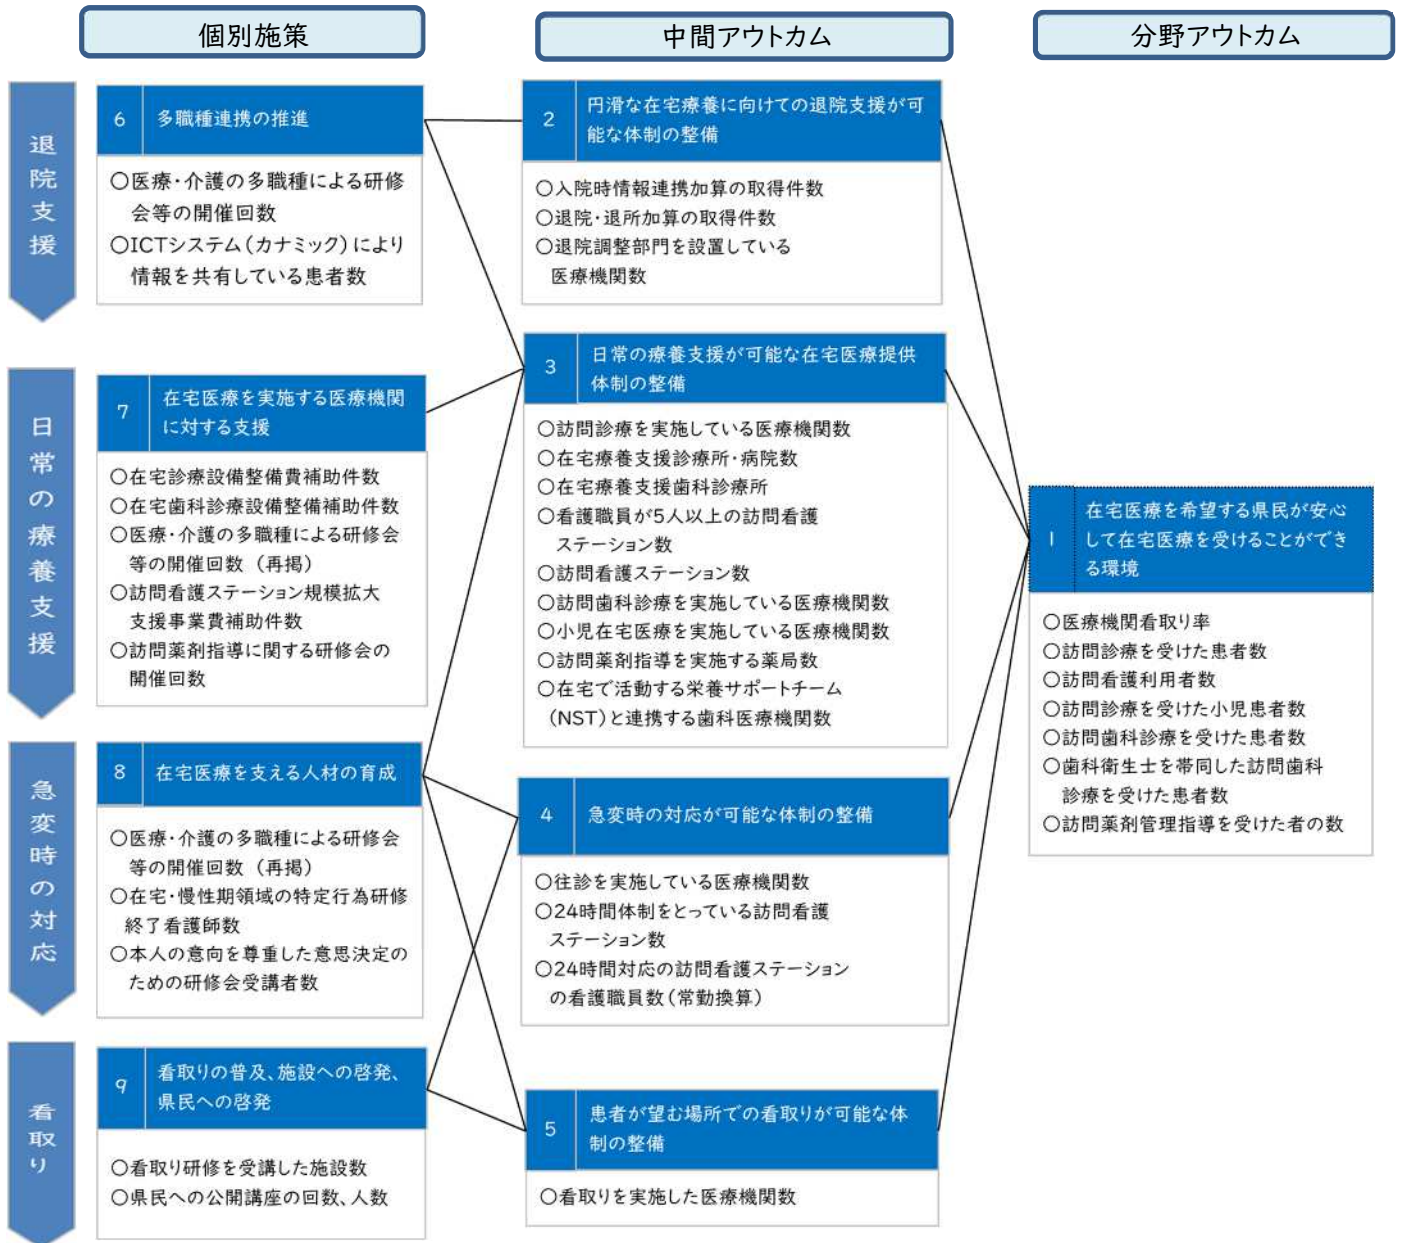 個別施策
中間アウトカム
分野アウトカム
退院支援
6 多職種連携の推進
○医療・介護の多職種による研修
会等の開催回数
○ICTシステム(カナミック)により
情報を共有している患者数
2 円滑な在宅療養に向けての退院支援が可
能な体制の整備
○入院時情報連携加算の取得件数
○退院・退所加算の取得件数
○退院調整部門を設置している
医療機関数
日常の療養支援
7 在宅医療を実施する医療機関
に対する支援
○在宅診療設備整備費補助件数
○在宅歯科診療設備整備補助件数
○医療・介護の多職種による研修会
等の開催回数(再掲)
○訪問看護ステーション規模拡大
支援事業費補助件数
○訪問薬剤指導に関する研修会の
開催回数
3 日常の療養支援が可能な在宅医療提供
体制の整備
○訪問診療を実施している医療機関数
○在宅療養支援診療所・病院数
○在宅療養支援歯科診療所
○看護職員が5人以上の訪問看護
ステーション数
○訪問看護ステーション数
○訪問歯科診療を実施している医療機関数
○小児在宅医療を実施している医療機関数
○訪問薬剤指導を実施する薬局数
○在宅で活動する栄養サポートチーム
(NST)と連携する歯科医療機関数
1 在宅医療を希望する県民が安心
して在宅医療を受けることができ
る環境
○医療機関看取り率
○訪問診療を受けた患者数
○訪問看護利用者数
○訪問診療を受けた小児患者数
○訪問歯科診療を受けた患者数
○歯科衛生士を帯同した訪問歯科
診療を受けた患者数
○訪問薬剤管理指導を受けた者の数
急変時の対応
8 在宅医療を支える人材の育成
○医療・介護の多職種による研修会
等の開催回数(再掲)
○在宅・慢性期領域の特定行為研修
終了看護師数
○本人の意向を尊重した意思決定の
ための研修会受講者数
4 急変時の対応が可能な体制の整備
○往診を実施している医療機関数
○24時間体制をとっている訪問看護
ステーション数
○24時間対応の訪問看護ステーション
の看護職員数(常勤換算)
看取り
9 看取りの普及、施設への啓発、
県民への啓発
○看取り研修を受講した施設数
○県民への公開講座の回数、人数
5 患者が望む場所での看取りが可能な体
制の整備
○看取りを実施した医療機関数